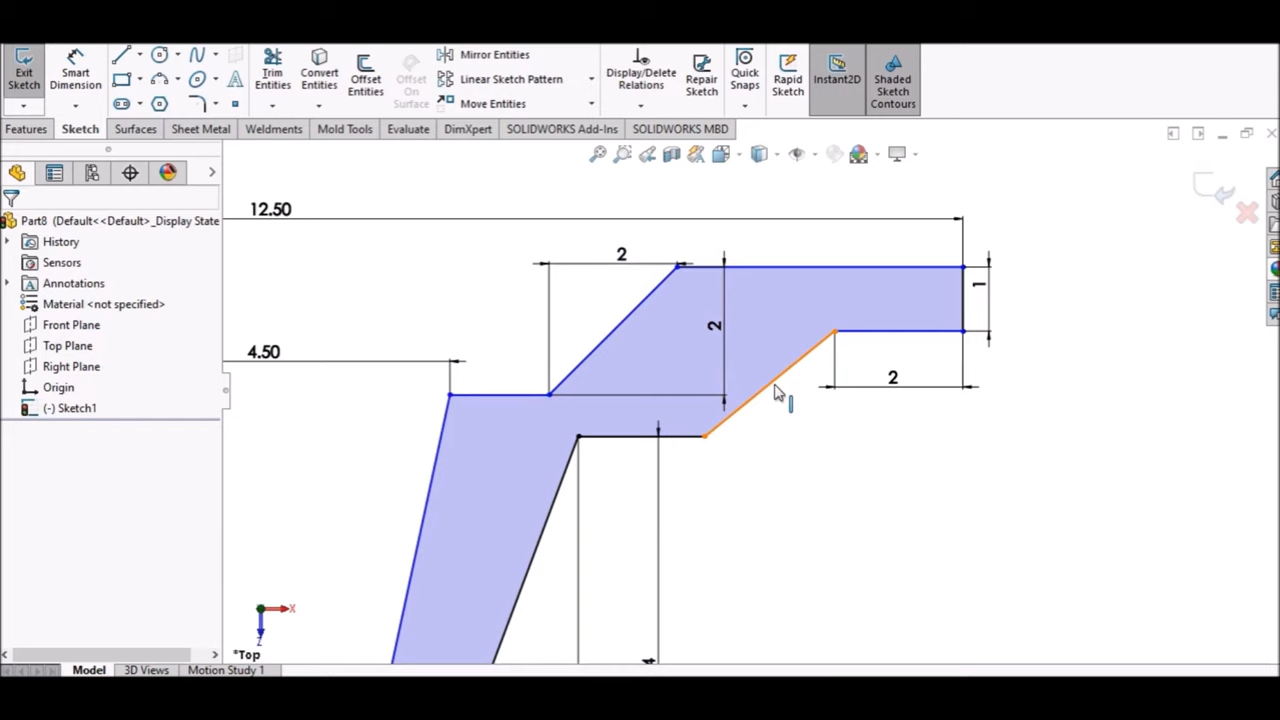 Exit Sketch
Smart Dimension
Trim Entities
Convert Entities
Offset Entities
Offset On Surface
Mirror Entities
Linear Sketch Pattern
Move Entities
Display/Delete Relations
Repair Sketch
Quick Snaps
Rapid Sketch
Instant2D
Shaded Sketch Contours
Features Sketch Surfaces Sheet Metal Weldments Mold Tools Evaluate DimXpert SOLIDWORKS Add-Ins SOLIDWORKS MBD
Part8 (Default<<Default>_Display State
History
Sensors
Annotations
Material <not specified>
Front Plane
Top Plane
Right Plane
Origin
(-) Sketch1
12.50
2
1
2
4.50
2
4
X
Z
*Top
Model 3D Views Motion Study 1